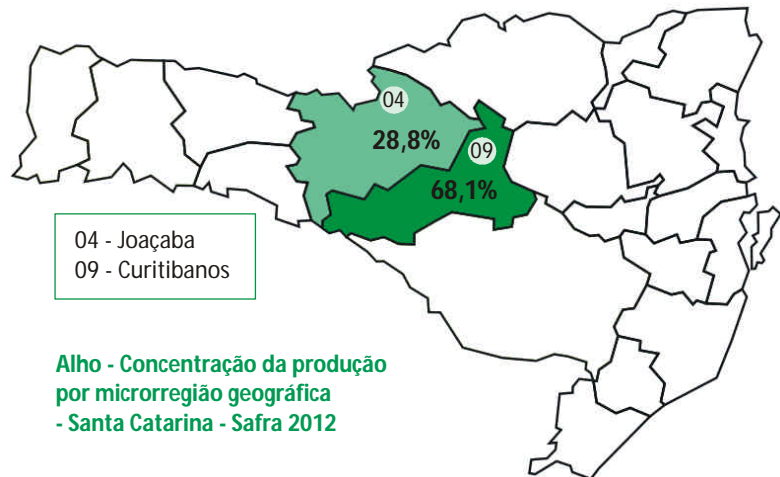 04
28,8%
09
68,1%
04 - Joaçaba
09 - Curitibanos
Alho - Concentração da produção
por microrregião geográfica
- Santa Catarina - Safra 2012